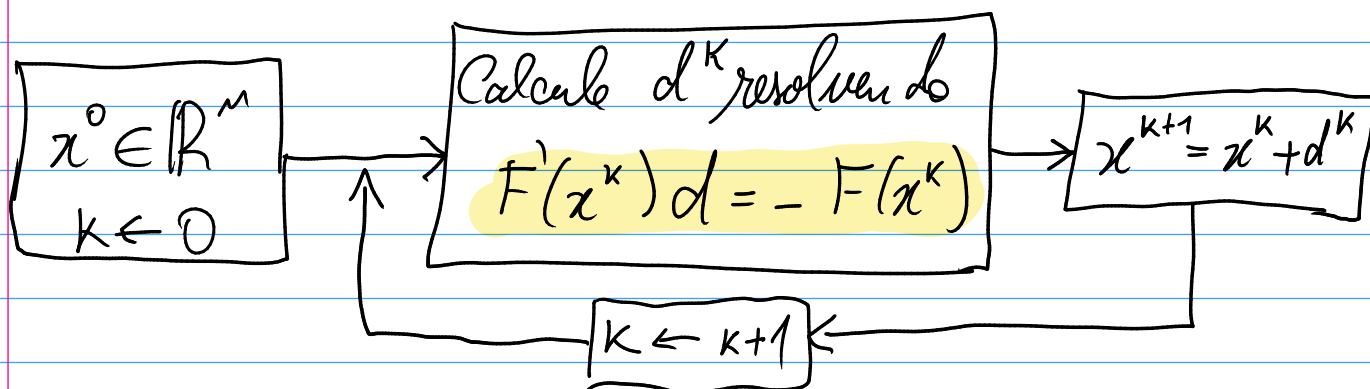 x⁰ ∈ ℝⁿ
K ← 0
Calcule dᴷ resolvendo
F'(xᴷ)d = - F(xᴷ)
xᴷ⁺¹ = xᴷ + dᴷ
K ← K+1